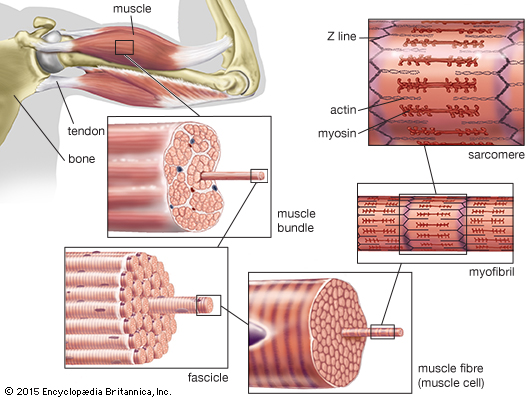 muscle
tendon
bone
muscle
bundle
fascicle
muscle fibre
(muscle cell)
Z line
actin
myosin
sarcomere
myofibril
© 2015 Encyclopædia Britannica, Inc.